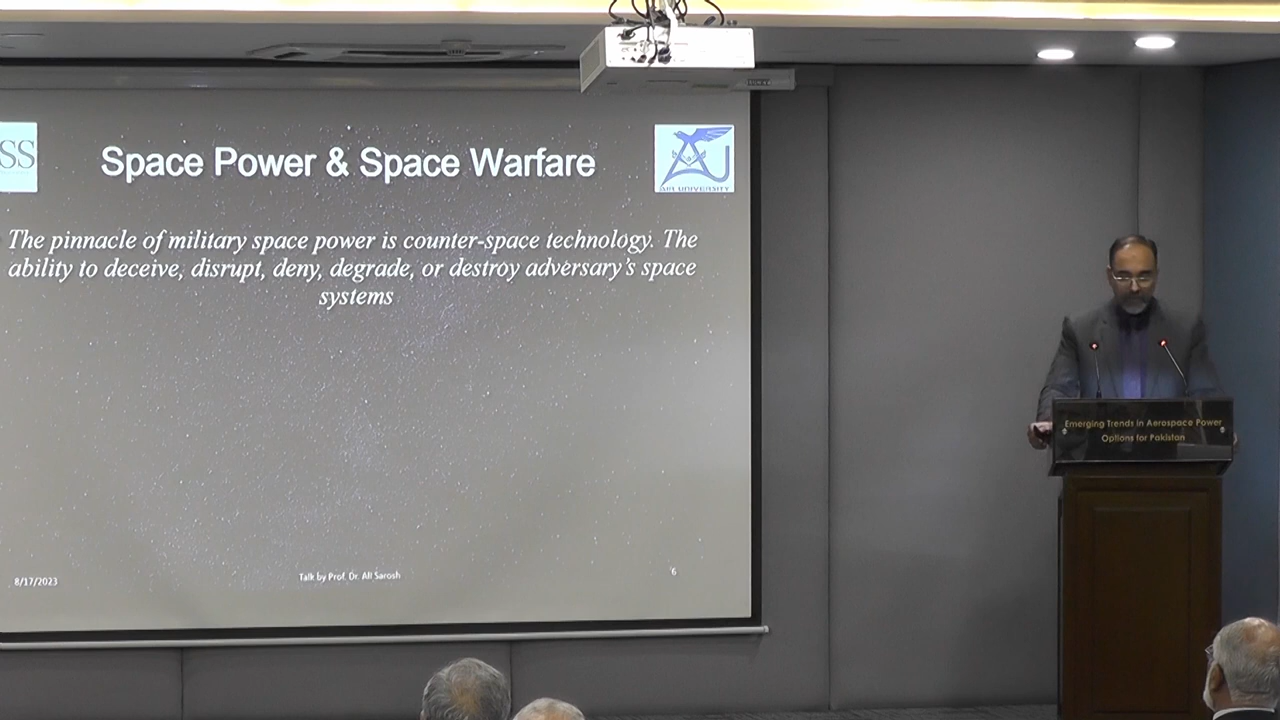 LUCKY
SS
Space Power & Space Warfare
AIR UNIVERSITY
The pinnacle of military space power is counter-space technology. The
ability to deceive, disrupt, deny, degrade, or destroy adversary's space
systems
Emerging Trends in Aerospace Power
Options for Pakistan
8/17/2023
Talk by Prof. Dr. Ali Sarosh
6